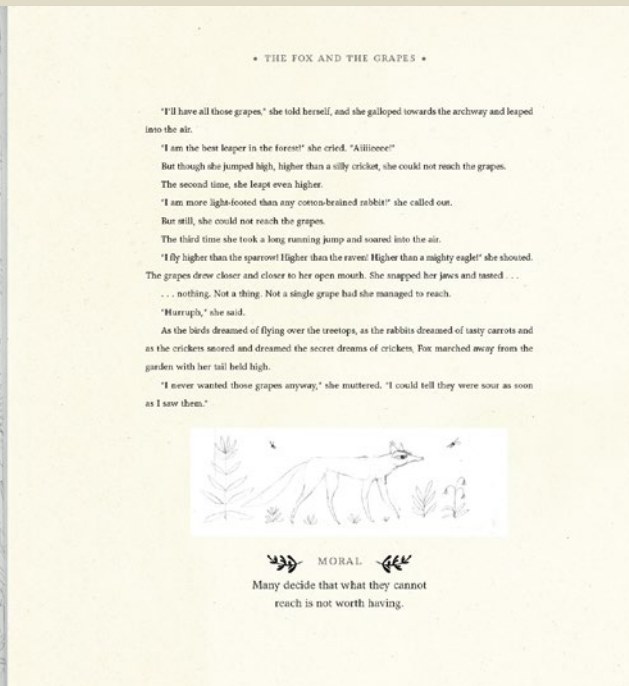 • THE FOX AND THE GRAPES •
"I'll have all those grapes," she told herself, and she galloped towards the archway and leaped
into the air.
"I am the best leaper in the forest!" she cried. "Aiiieeee!"
But though she jumped high, higher than a silly cricket, she could not reach the grapes.
The second time, she leapt even higher.
"I am more light-footed than any cotton-brained rabbit!" she called out.
But still, she could not reach the grapes.
The third time she took a long running jump and soared into the air.
"I fly higher than the sparrow! Higher than the raven! Higher than a mighty eagle!" she shouted.
The grapes drew closer and closer to her open mouth. She snapped her jaws and tasted . . .
. . . nothing. Not a thing. Not a single grape had she managed to reach.
"Hurruph," she said.
As the birds dreamed of flying over the treetops, as the rabbits dreamed of tasty carrots and
as the crickets snored and dreamed the secret dreams of crickets, Fox marched away from the
garden with her tail held high.
"I never wanted those grapes anyway," she muttered. "I could tell they were sour as soon
as I saw them."
MORAL
Many decide that what they cannot
reach is not worth having.